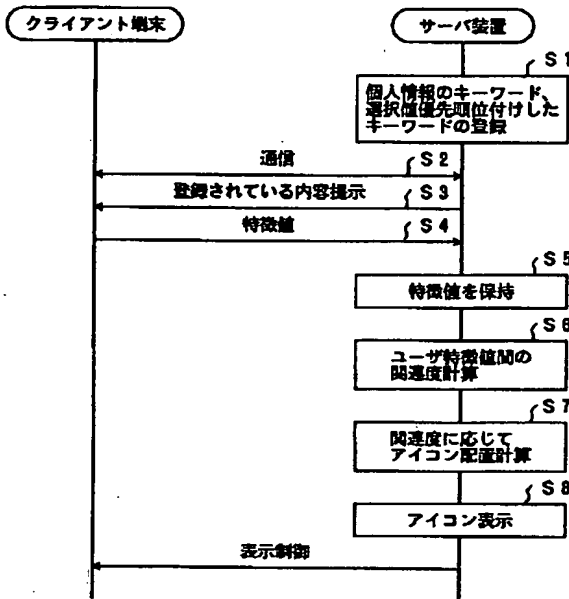 クライアント端末
サーバ装置
S1
個人情報のキーワード、
選択値優先順位付けした
キーワードの登録
通信
S2
登録されている内容提示
S3
特徴値
S4
S5
特徴値を保持
S6
ユーザ特徴値間の
関連度計算
S7
関連度に応じて
アイコン配置計算
S8
アイコン表示
表示制御